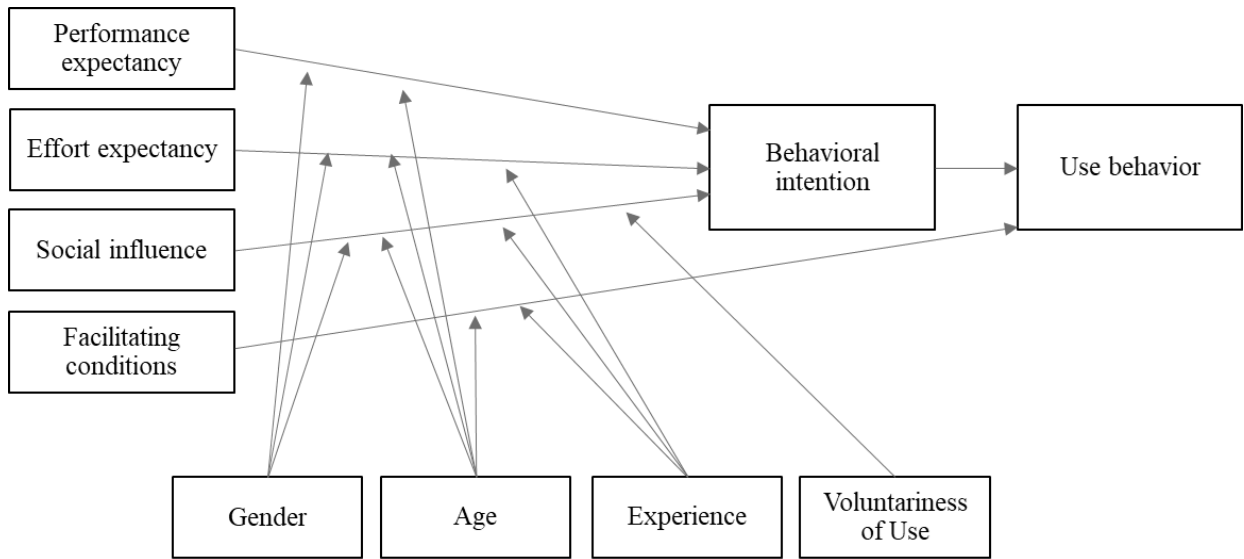 Performance
expectancy
Effort expectancy
Social influence
Facilitating
conditions
Behavioral
intention
Use behavior
Gender
Age
Experience
Voluntariness
of Use